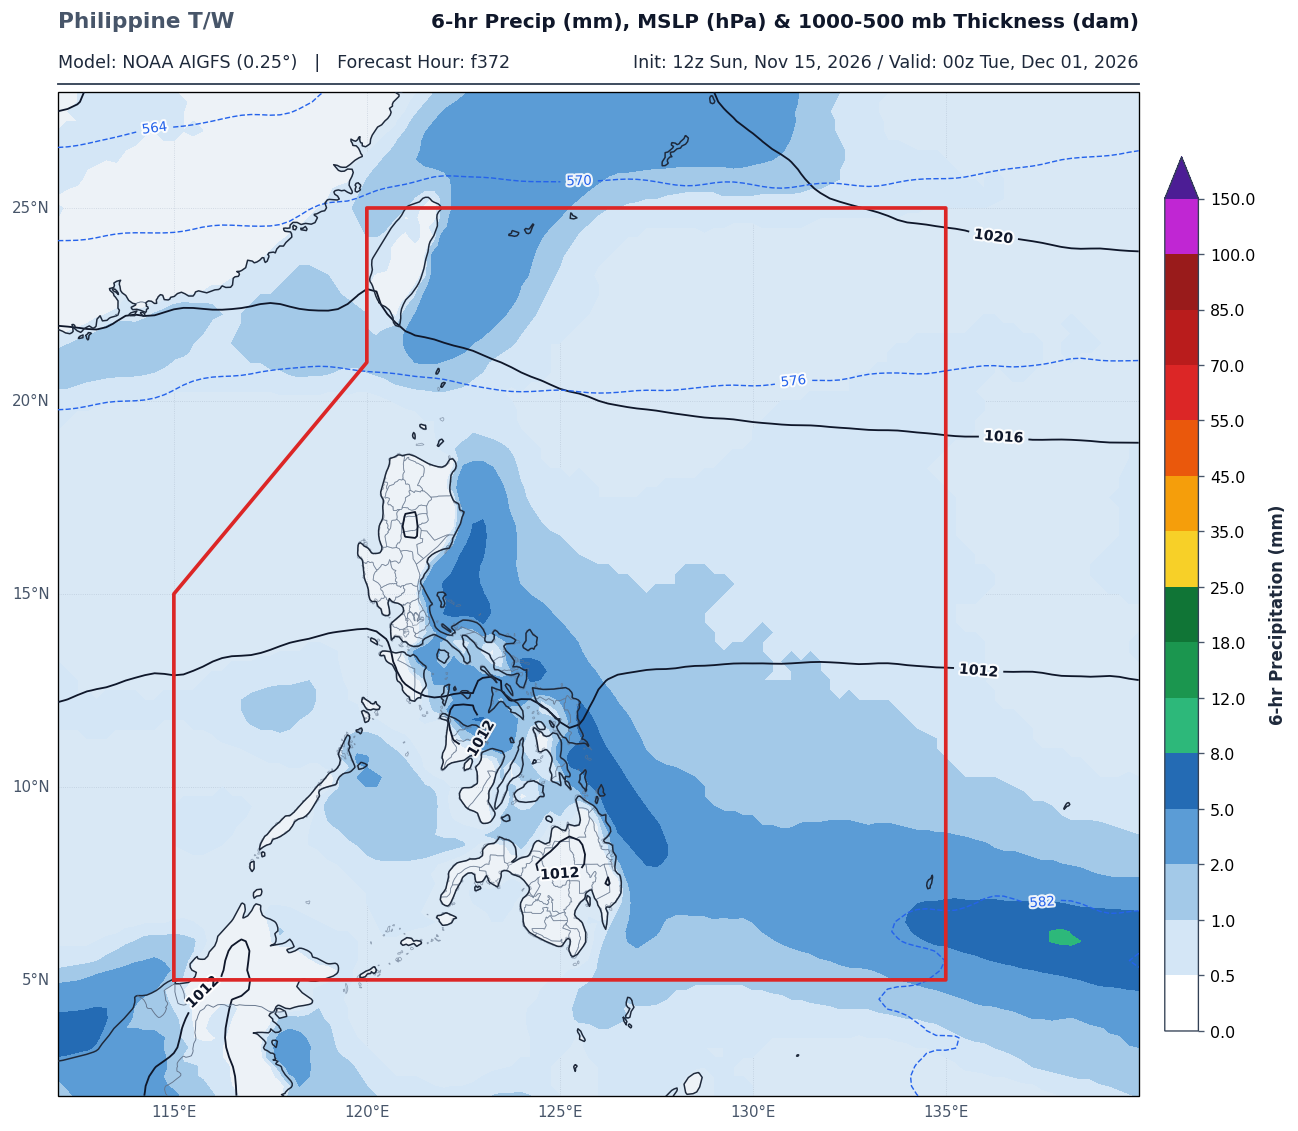 Philippine T/W
6-hr Precip (mm), MSLP (hPa) & 1000-500 mb Thickness (dam)
Model: NOAA AIGFS (0.25°) | Forecast Hour: f372
Init: 12z Sun, Nov 15, 2026 / Valid: 00z Tue, Dec 01, 2026
564
570
1020
576
1016
1012
1012
1012
582
1012
25°N
20°N
15°N
10°N
5°N
115°E
120°E
125°E
130°E
135°E
150.0
100.0
85.0
70.0
55.0
45.0
35.0
25.0
18.0
12.0
8.0
5.0
2.0
1.0
0.5
0.0
6-hr Precipitation (mm)